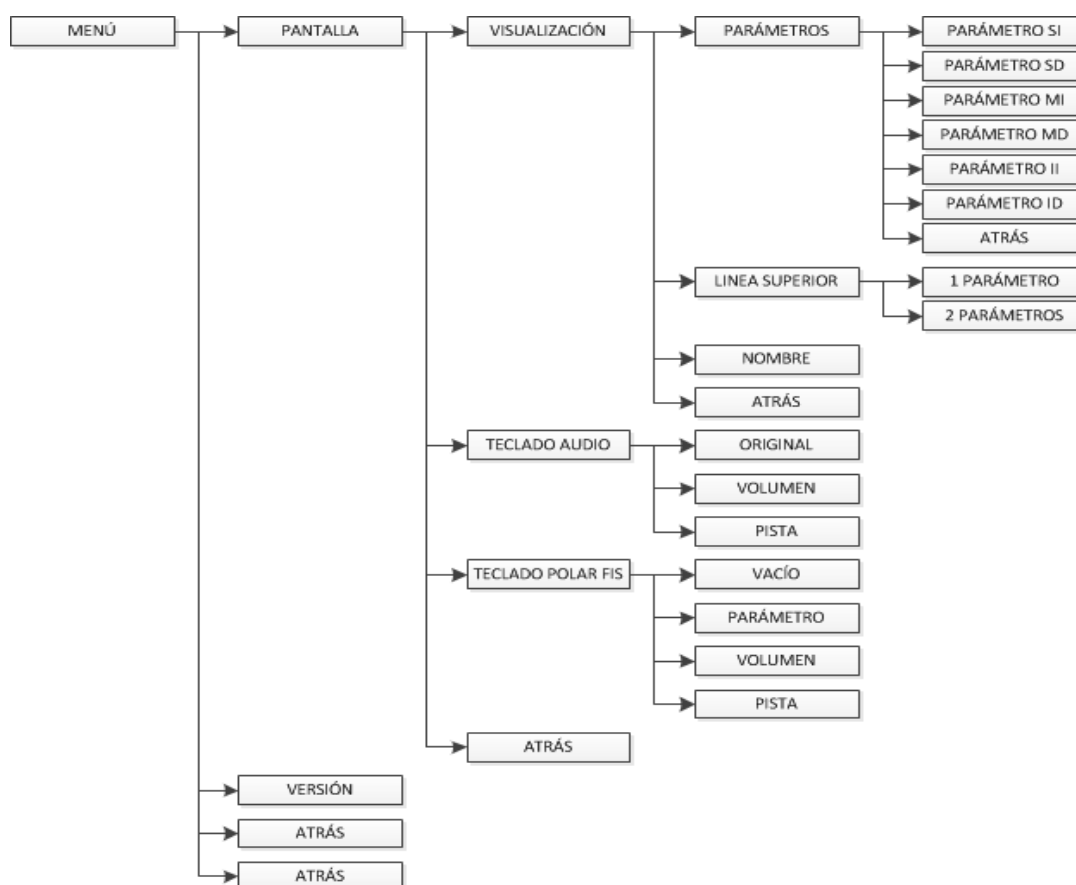 MENÚ
PANTALLA
VISUALIZACIÓN
PARÁMETROS
PARÁMETRO SI
PARÁMETRO SD
PARÁMETRO MI
PARÁMETRO MD
PARÁMETRO II
PARÁMETRO ID
ATRÁS
LINEA SUPERIOR
1 PARÁMETRO
2 PARÁMETROS
NOMBRE
ATRÁS
TECLADO AUDIO
ORIGINAL
VOLUMEN
PISTA
TECLADO POLAR FIS
VACÍO
PARÁMETRO
VOLUMEN
PISTA
ATRÁS
VERSIÓN
ATRÁS
ATRÁS